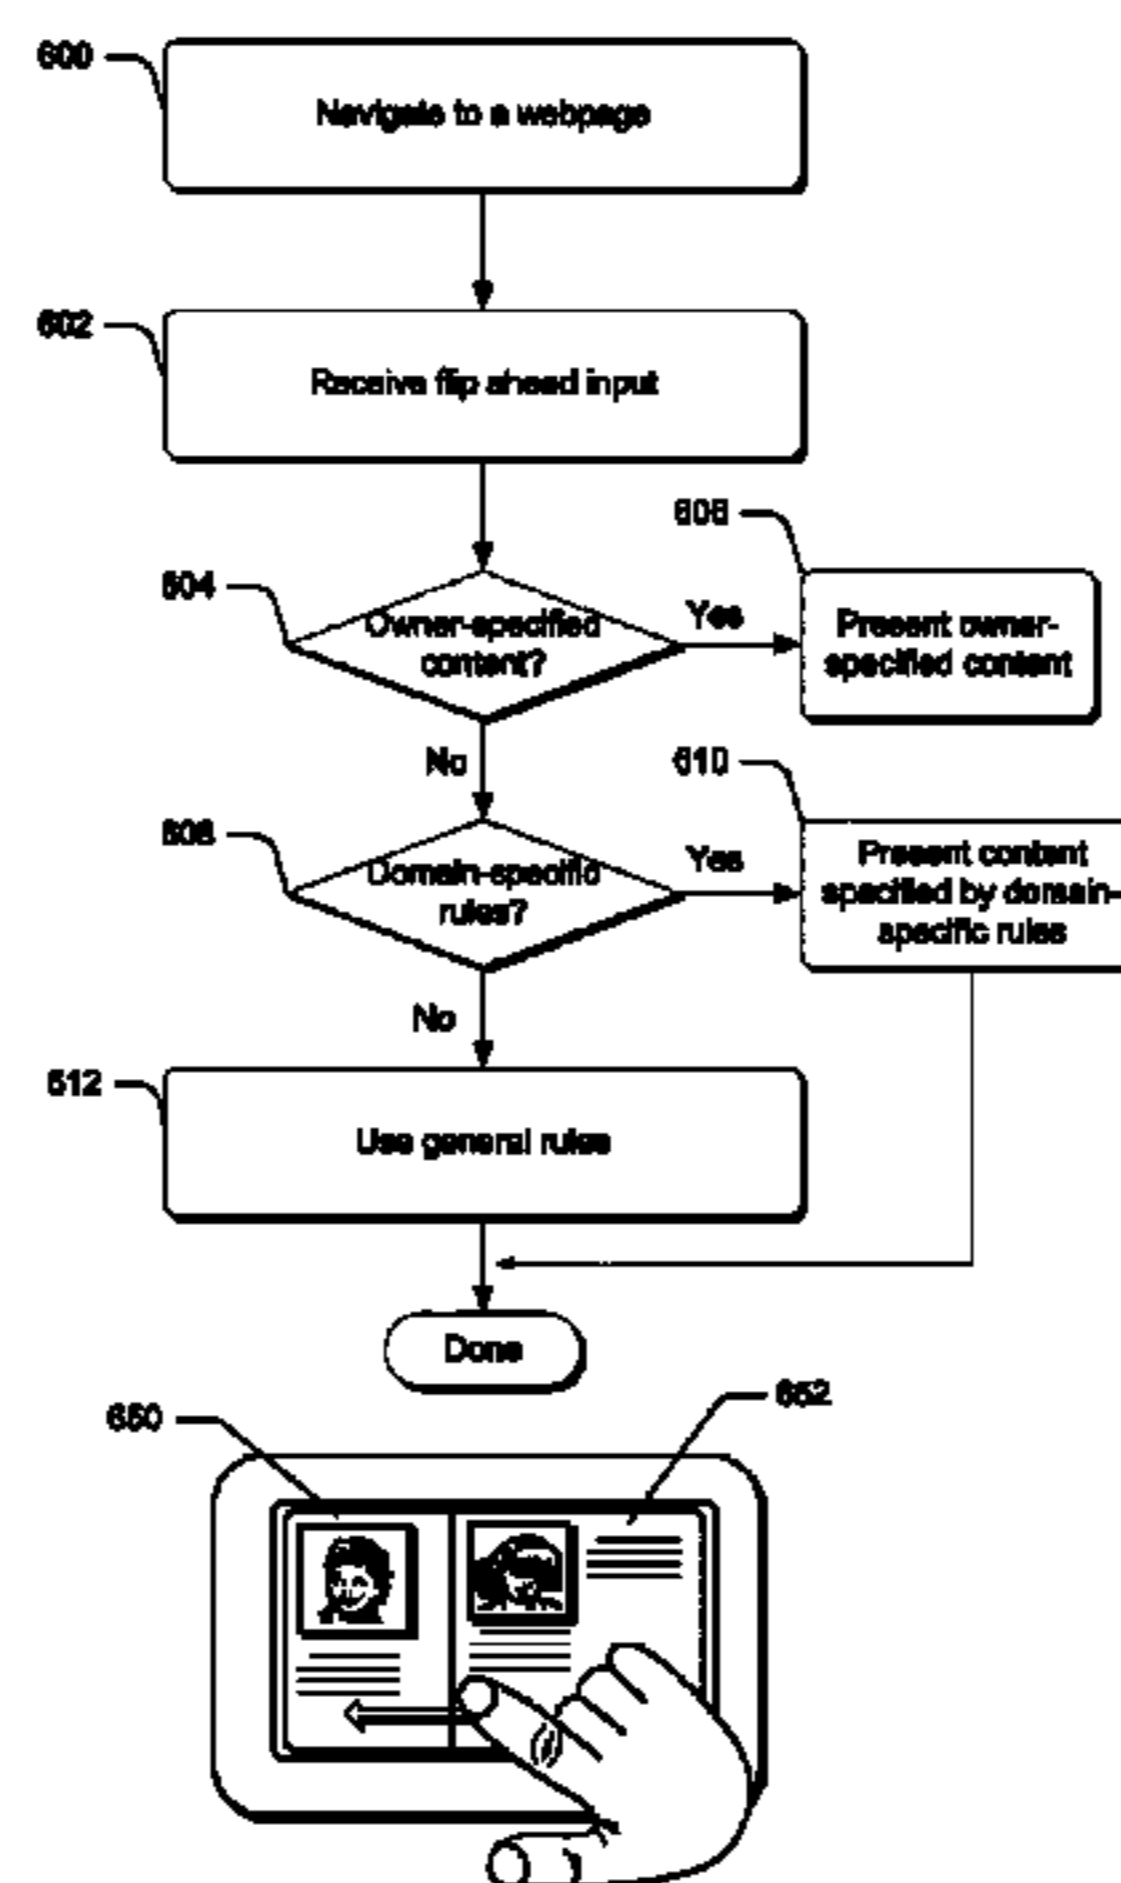 600
Navigate to a webpage
602
Receive flip ahead input
606
604
Owner-specified
content?
Yes
Present owner-
specified content
No
610
608
Domain-specific
rules?
Yes
Present content
specified by domain-
specific rules
No
612
Use general rules
Done
650
652